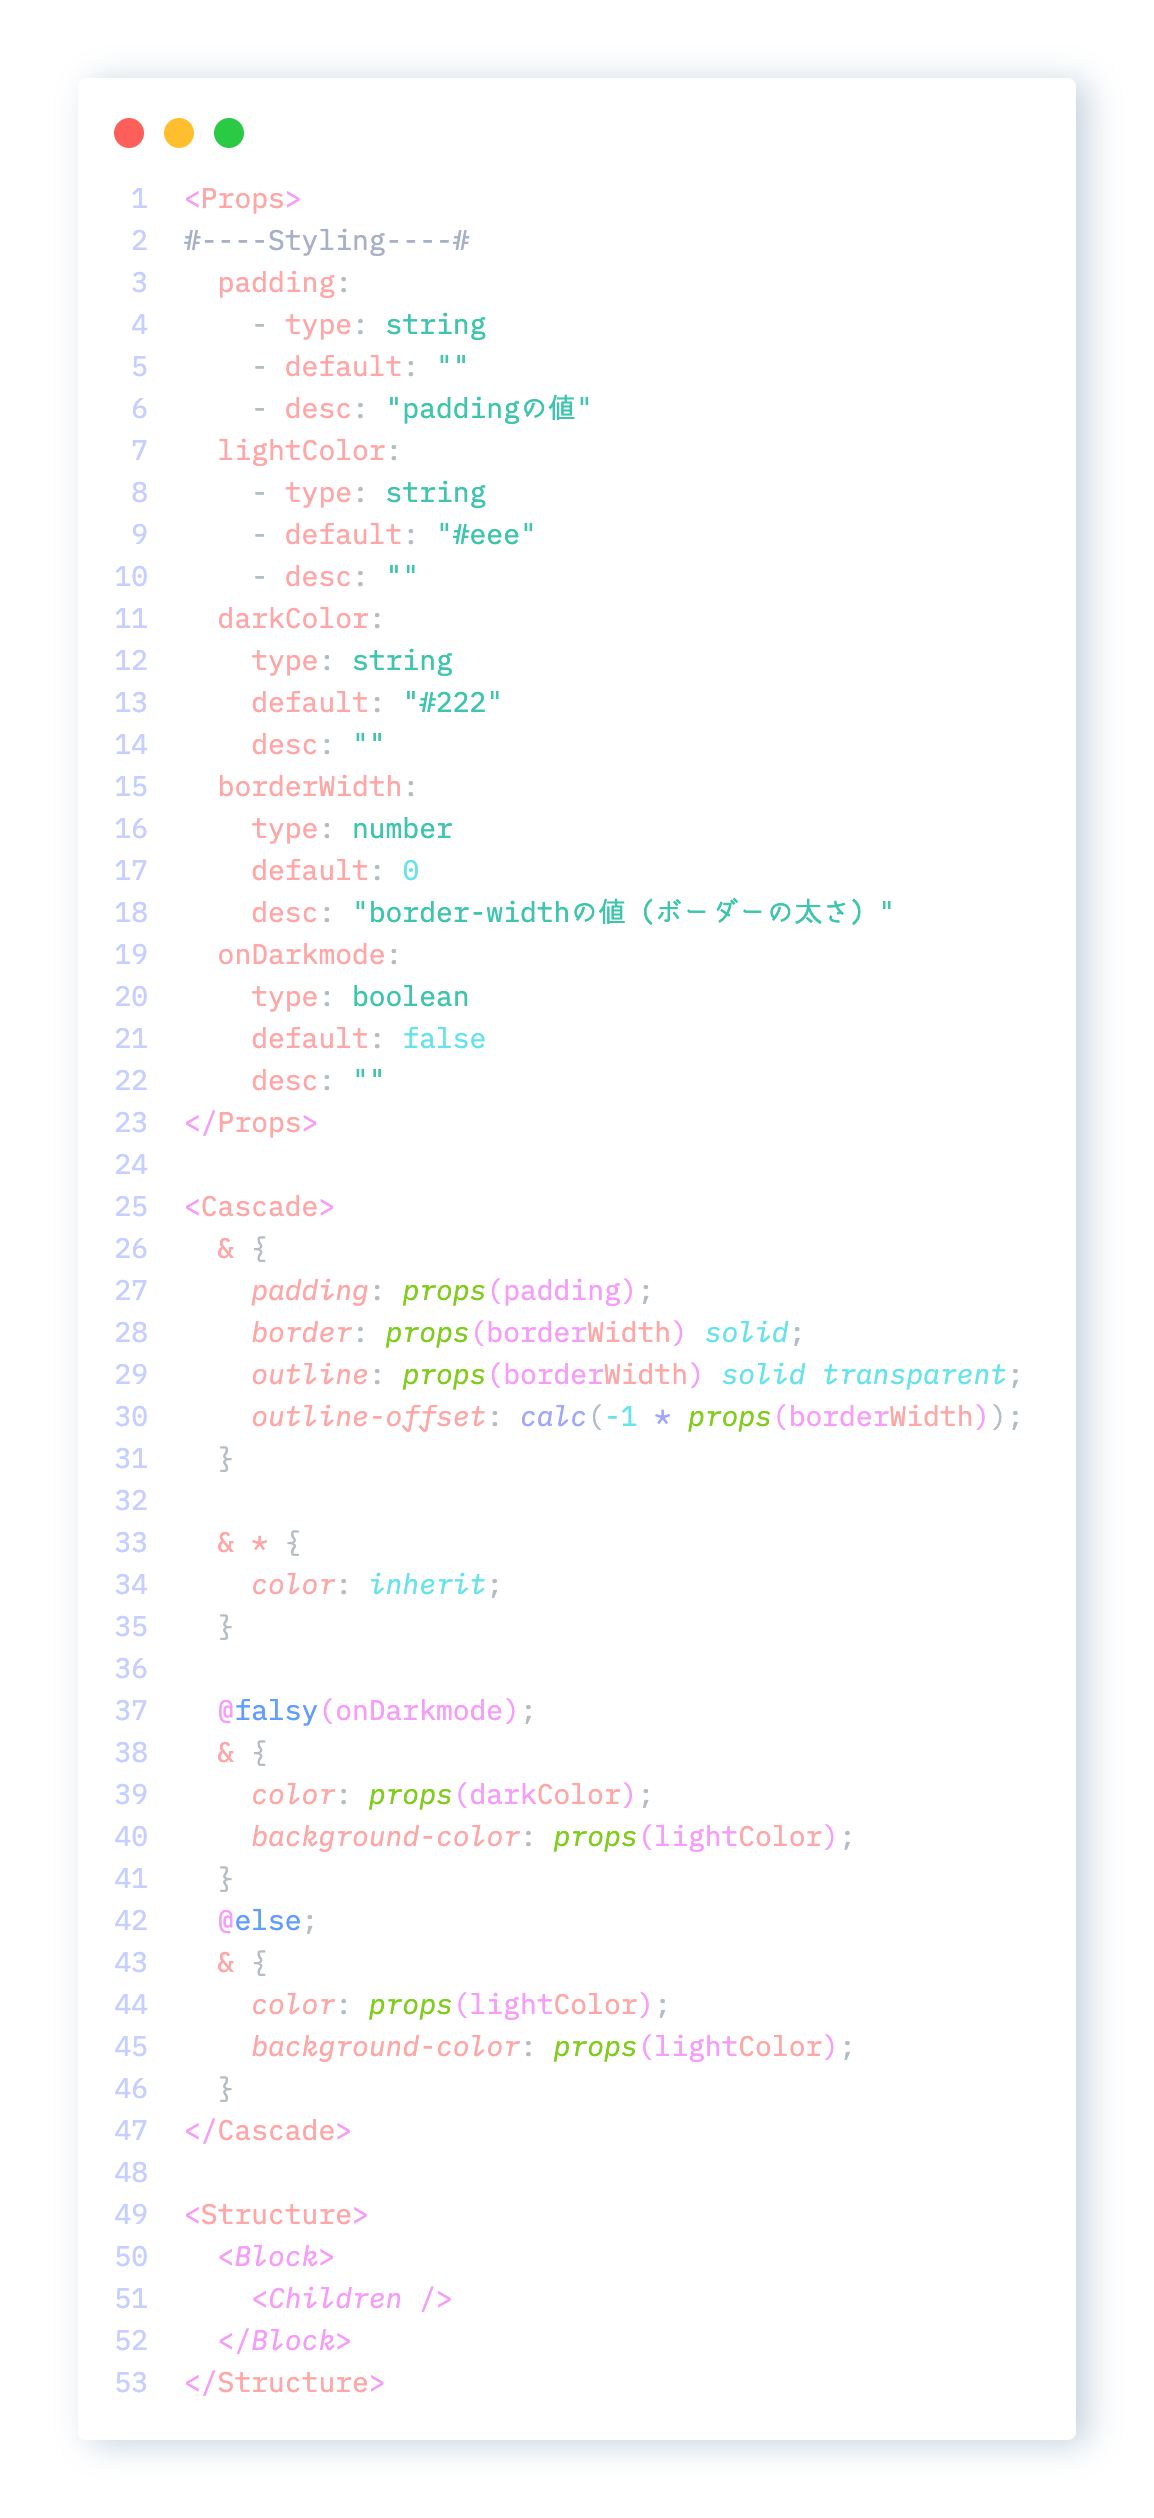 1 <Props>
2 #----Styling----#
3   padding:
4     - type: string
5     - default: ""
6     - desc: "paddingの値"
7   lightColor:
8     - type: string
9     - default: "#eee"
10     - desc: ""
11   darkColor:
12     type: string
13     default: "#222"
14     desc: ""
15   borderWidth:
16     type: number
17     default: 0
18     desc: "border-widthの値（ボーダーの太さ）"
19   onDarkmode:
20     type: boolean
21     default: false
22     desc: ""
23 </Props>
24
25 <Cascade>
26   & {
27     padding: props(padding);
28     border: props(borderWidth) solid;
29     outline: props(borderWidth) solid transparent;
30     outline-offset: calc(-1 * props(borderWidth));
31   }
32
33   & * {
34     color: inherit;
35   }
36
37   @falsy(onDarkmode);
38   & {
39     color: props(darkColor);
40     background-color: props(lightColor);
41   }
42   @else;
43   & {
44     color: props(lightColor);
45     background-color: props(lightColor);
46   }
47 </Cascade>
48
49 <Structure>
50   <Block>
51     <Children />
52   </Block>
53 </Structure>